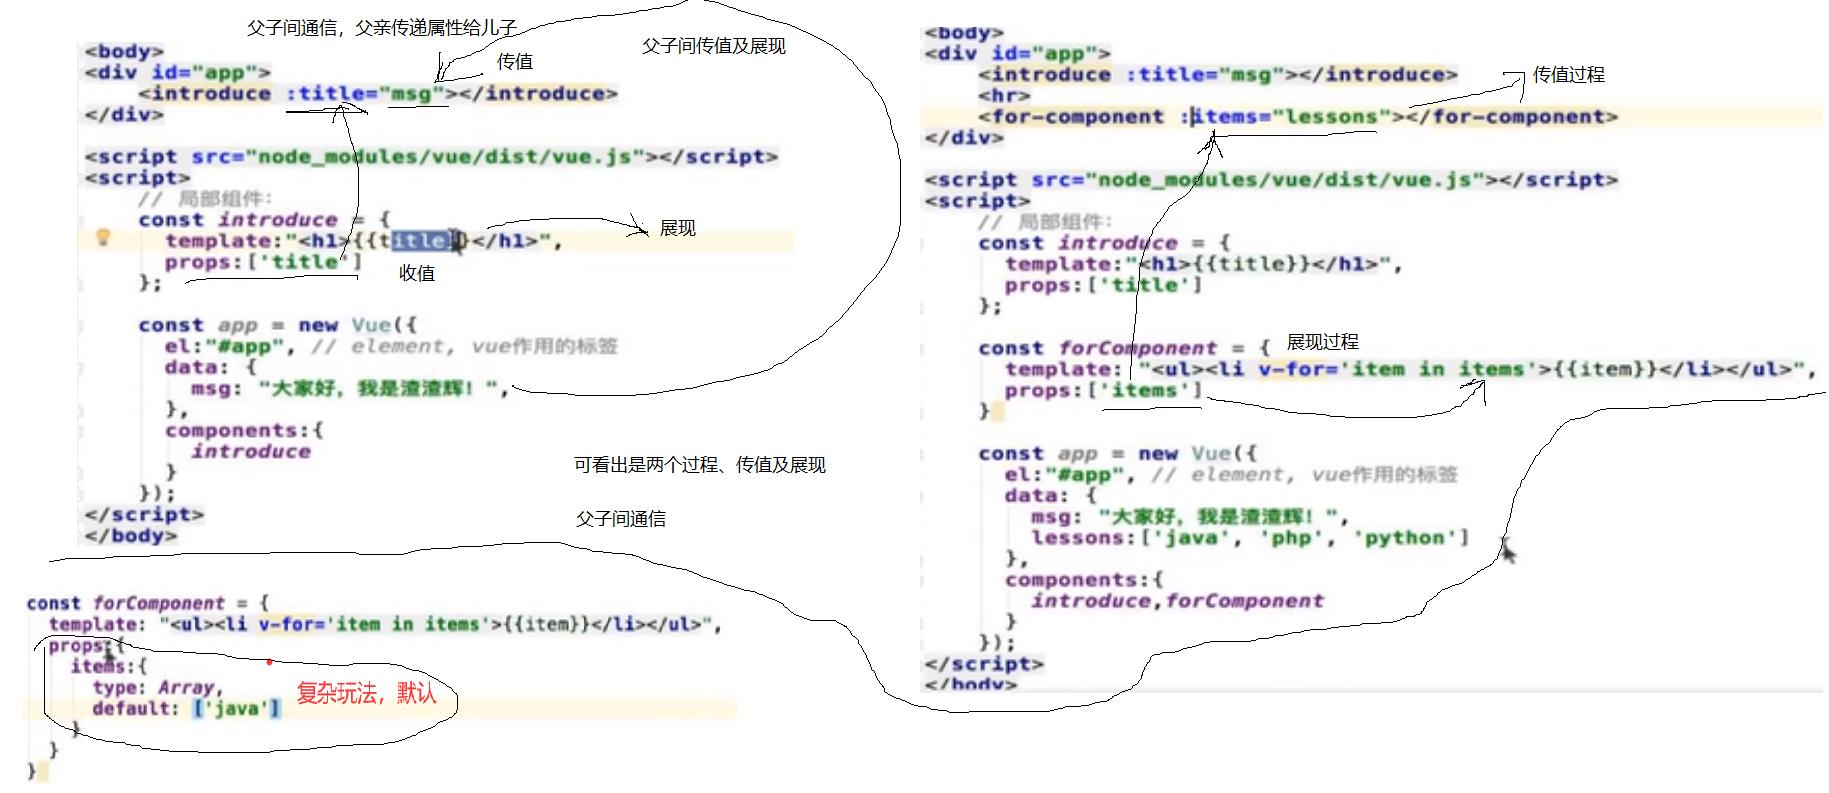 父子间通信，父亲传递属性给儿子
<body>
<div id="app">
传值
<introduce :title="msg"></introduce>
</div>
<script src="node_modules/vue/dist/vue.js"></script>
<script>
// 局部组件:
const introduce = {
template:"<h1>{{title}}</h1>",
展现
props:['title']
收值
};
const app = new Vue({
el:"#app", // element, vue作用的标签
data: {
msg: "大家好，我是渣渣辉！",
},
components:{
introduce
}
});
</script>
</body>
父子间传值及展现
可看出是两个过程、传值及展现
父子间通信
<body>
<div id="app">
<introduce :title="msg"></introduce>
传值过程
<hr>
<for-component :items="lessons"></for-component>
</div>
<script src="node_modules/vue/dist/vue.js"></script>
<script>
// 局部组件:
const introduce = {
template:"<h1>{{title}}</h1>",
props:['title']
};
const forComponent = {
展现过程
template: "<ul><li v-for='item in items'>{{item}}</li></ul>",
props:['items']
}
const app = new Vue({
el:"#app", // element, vue作用的标签
data: {
msg: "大家好，我是渣渣辉！",
lessons:['java', 'php', 'python']
},
components:{
introduce,forComponent
}
});
</script>
</body>
const forComponent = {
template: "<ul><li v-for='item in items'>{{item}}</li></ul>",
props:{
items:{
type: Array,
default: ['java']
复杂玩法，默认
}
}
}